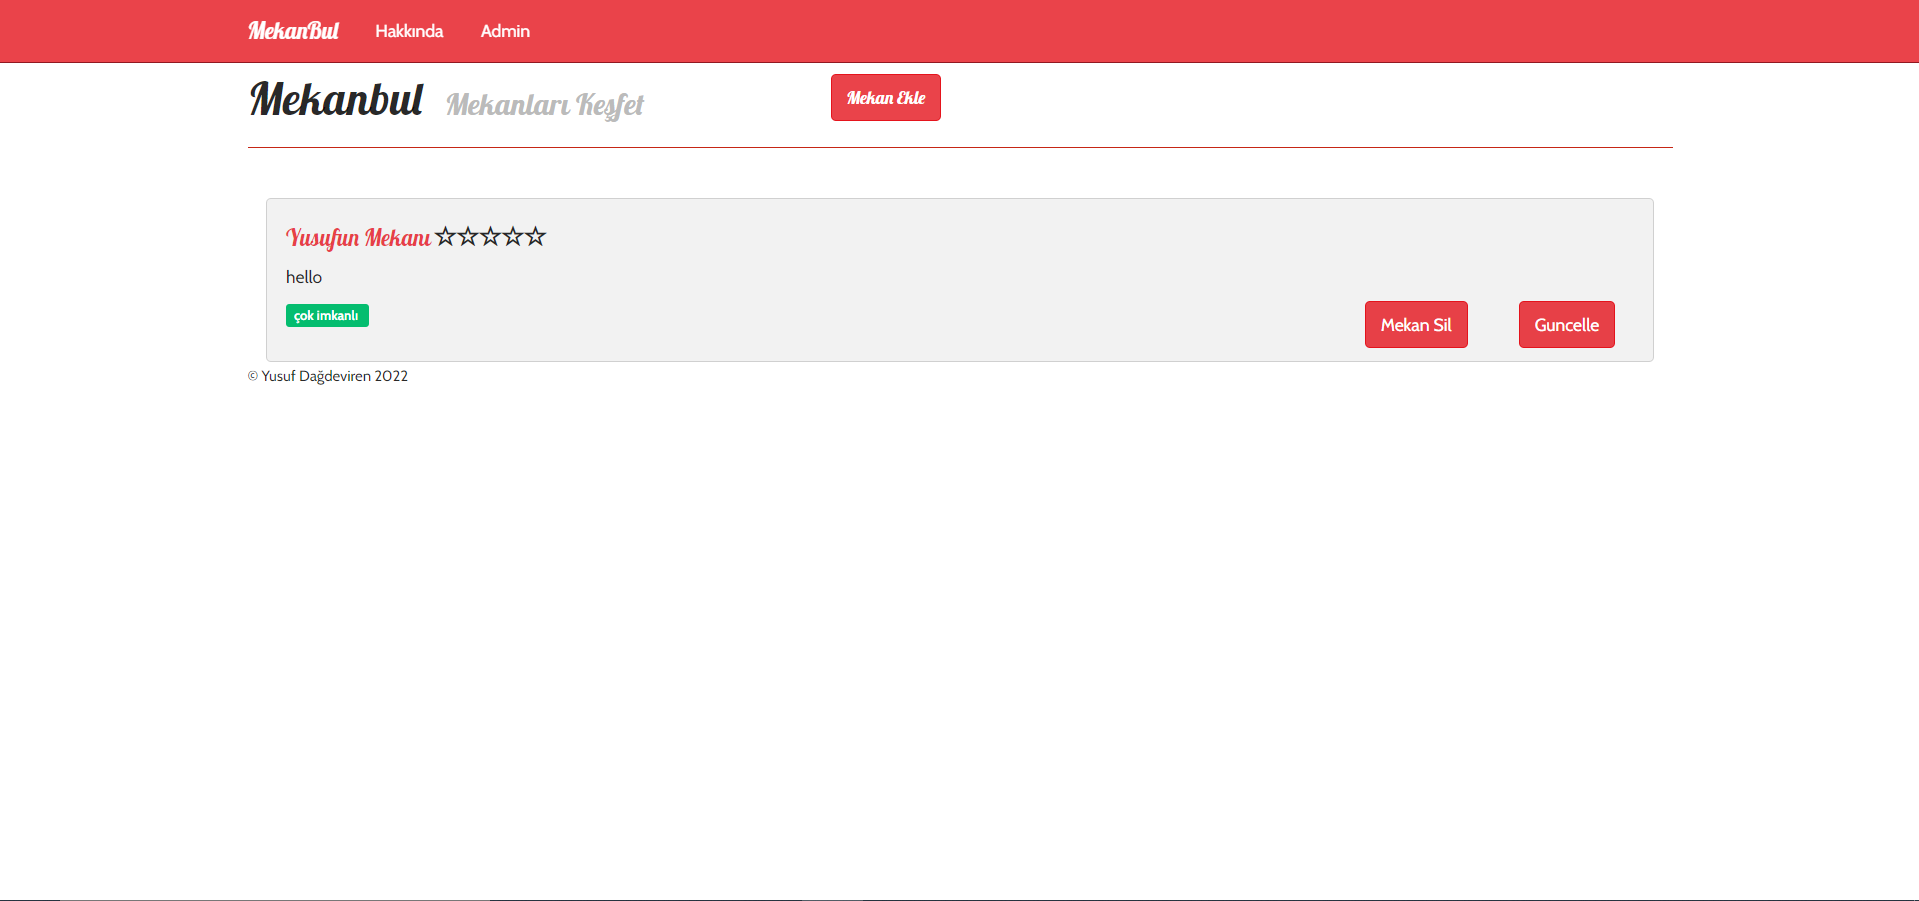 MekanBul Hakkında Admin
Mekanbul Mekanları Keşfet Mekan Ekle
Yusufun Mekanı ☆☆☆☆☆
hello
çok imkanlı
Mekan Sil Guncelle
© Yusuf Dağdeviren 2022